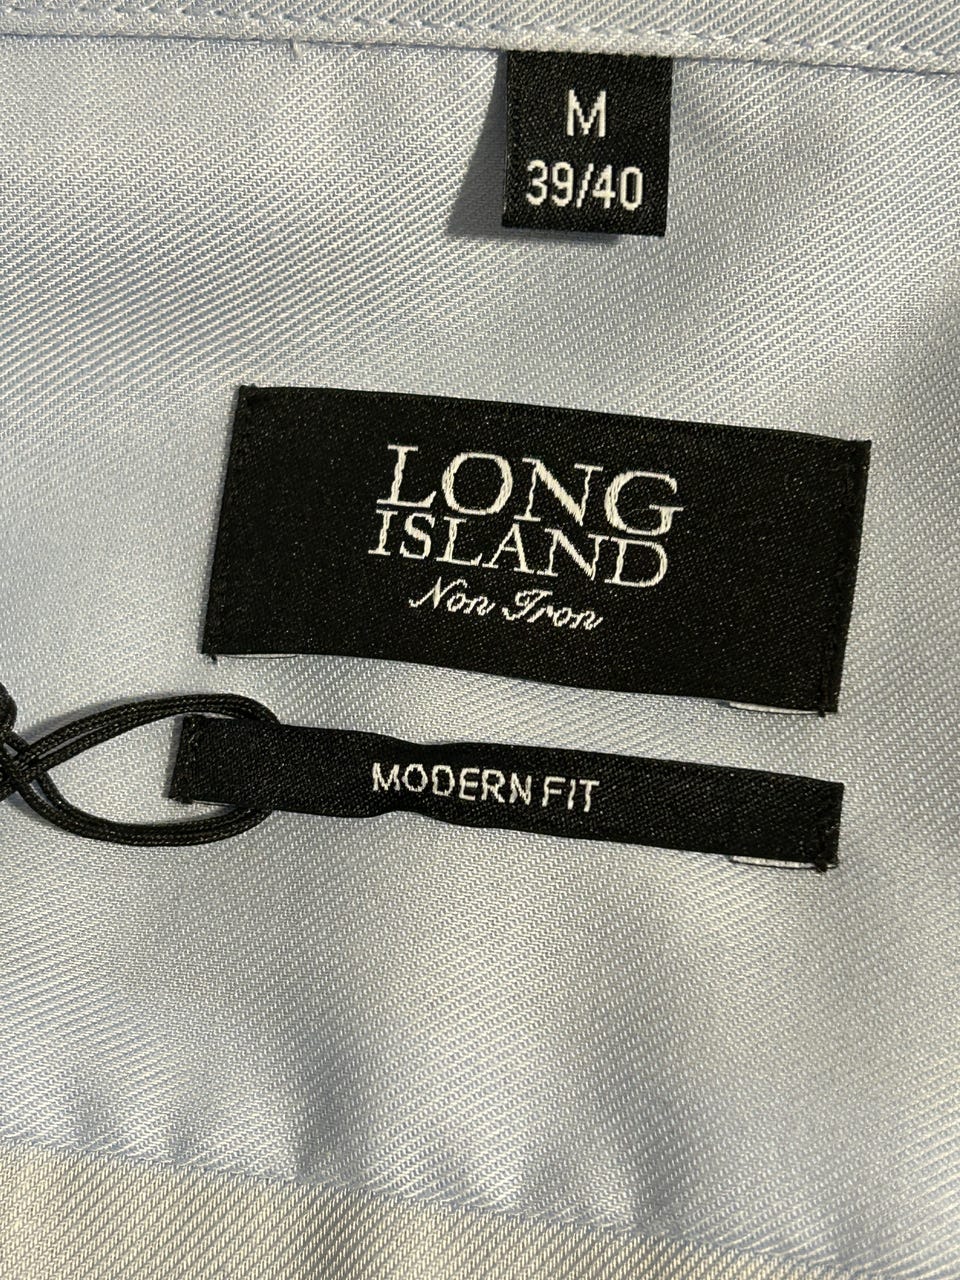 M
39/40
LONG
ISLAND
Non Iron
MODERN FIT